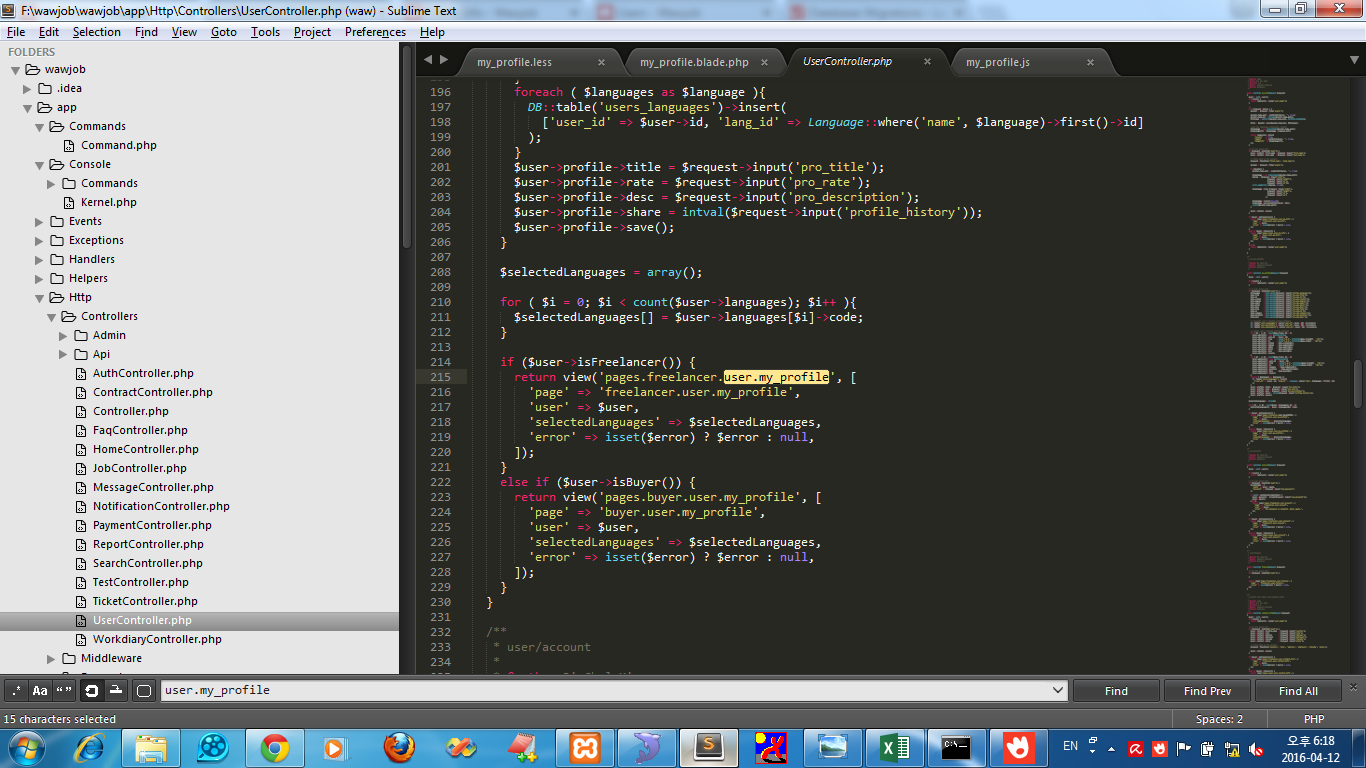 F:\wawjob\wawjob\app\Http\Controllers\UserController.php (waw) - Sublime Text
File Edit Selection Find View Goto Tools Project Preferences Help
FOLDERS
wawjob
.idea
app
Commands
Command.php
Console
Commands
Kernel.php
Events
Exceptions
Handlers
Helpers
Http
Controllers
Admin
Api
AuthController.php
ContractController.php
Controller.php
FaqController.php
HomeController.php
JobController.php
MessageController.php
NotificationController.php
PaymentController.php
ReportController.php
SearchController.php
TestController.php
TicketController.php
UserController.php
WorkdiaryController.php
Middleware
my_profile.less × my_profile.blade.php × UserController.php × my_profile.js ×
196 foreach ( $languages as $language ){
197 DB::table('users_languages')->insert(
198 ['user_id' => $user->id, 'lang_id' => Language::where('name', $language)->first()->id]
199 );
200 }
201 $user->profile->title = $request->input('pro_title');
202 $user->profile->rate = $request->input('pro_rate');
203 $user->profile->desc = $request->input('pro_description');
204 $user->profile->share = intval($request->input('profile_history'));
205 $user->profile->save();
206 }
207
208 $selectedLanguages = array();
209
210 for ( $i = 0; $i < count($user->languages); $i++ ){
211 $selectedLanguages[] = $user->languages[$i]->code;
212 }
213
214 if ($user->isFreelancer()) {
215 return view('pages.freelancer.user.my_profile', [
216 'page' => 'freelancer.user.my_profile',
217 'user' => $user,
218 'selectedLanguages' => $selectedLanguages,
219 'error' => isset($error) ? $error : null,
220 ]);
221 }
222 else if ($user->isBuyer()) {
223 return view('pages.buyer.user.my_profile', [
224 'page' => 'buyer.user.my_profile',
225 'user' => $user,
226 'selectedLanguages' => $selectedLanguages,
227 'error' => isset($error) ? $error : null,
228 ]);
229 }
230 }
231
232 /**
233 * user/account
234 *
.* Aa “” user.my_profile Find Find Prev Find All
15 characters selected Spaces: 2 PHP
EN 오후 6:18
2016-04-12